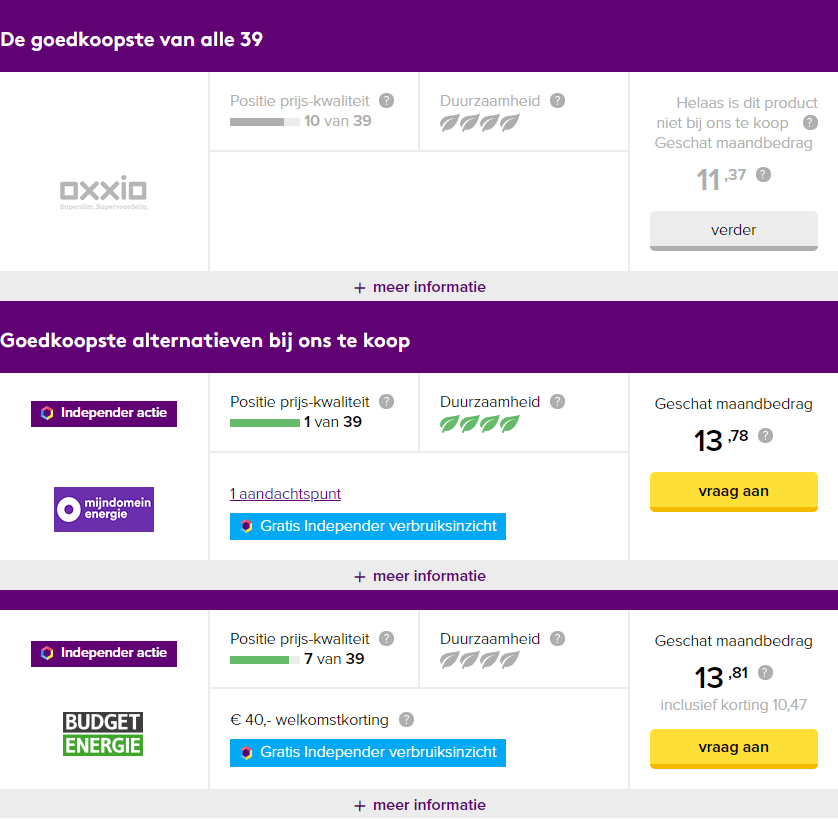 De goedkoopste van alle 39
Positie prijs-kwaliteit ?
10 van 39
Duurzaamheid ?
Helaas is dit product
niet bij ons te koop ?
Geschat maandbedrag
11,37 ?
oxxio
Superslim. Supervoordelig.
verder
+ meer informatie
Goedkoopste alternatieven bij ons te koop
Independer actie
Positie prijs-kwaliteit ?
1 van 39
Duurzaamheid ?
Geschat maandbedrag
13,78 ?
mijndomein
energie
1 aandachtspunt
Gratis Independer verbruiksinzicht
vraag aan
+ meer informatie
Independer actie
Positie prijs-kwaliteit ?
7 van 39
Duurzaamheid ?
Geschat maandbedrag
13,81 ?
inclusief korting 10,47
BUDGET
ENERGIE
€ 40,- welkomstkorting ?
Gratis Independer verbruiksinzicht
vraag aan
+ meer informatie